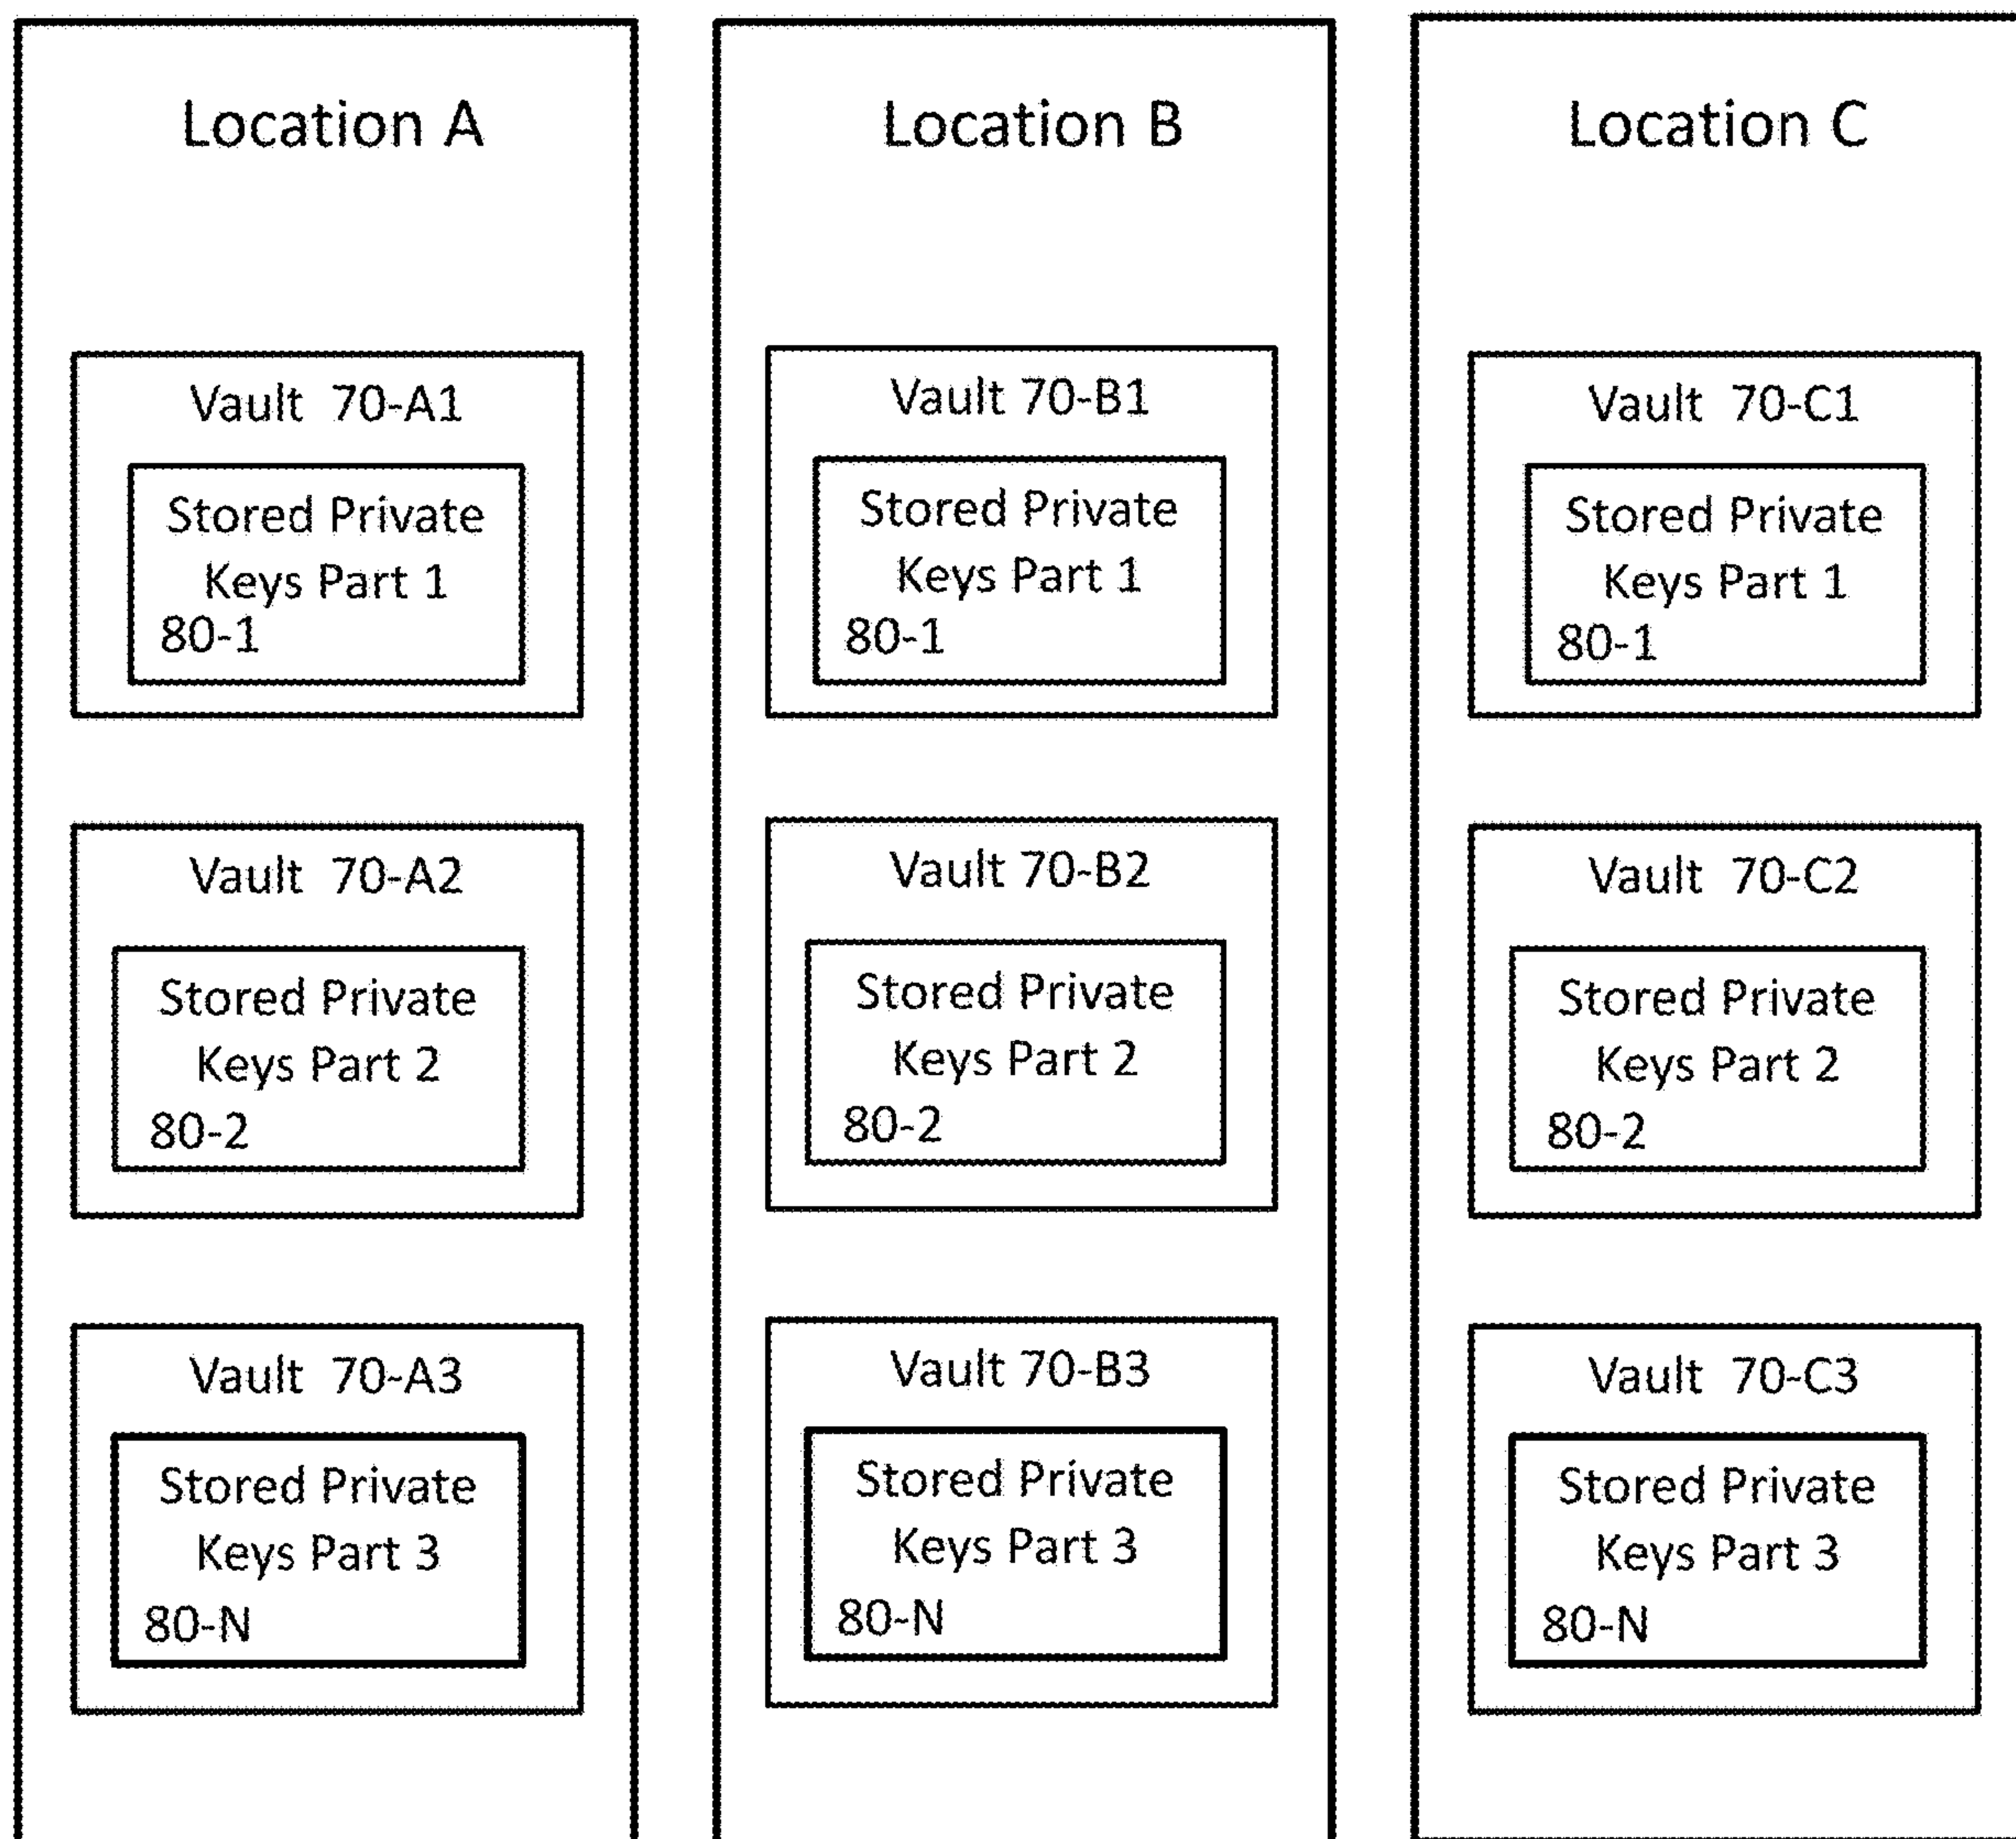 Location A
Vault 70-A1
Stored Private
Keys Part 1
80-1
Vault 70-A2
Stored Private
Keys Part 2
80-2
Vault 70-A3
Stored Private
Keys Part 3
80-N
Location B
Vault 70-B1
Stored Private
Keys Part 1
80-1
Vault 70-B2
Stored Private
Keys Part 2
80-2
Vault 70-B3
Stored Private
Keys Part 3
80-N
Location C
Vault 70-C1
Stored Private
Keys Part 1
80-1
Vault 70-C2
Stored Private
Keys Part 2
80-2
Vault 70-C3
Stored Private
Keys Part 3
80-N